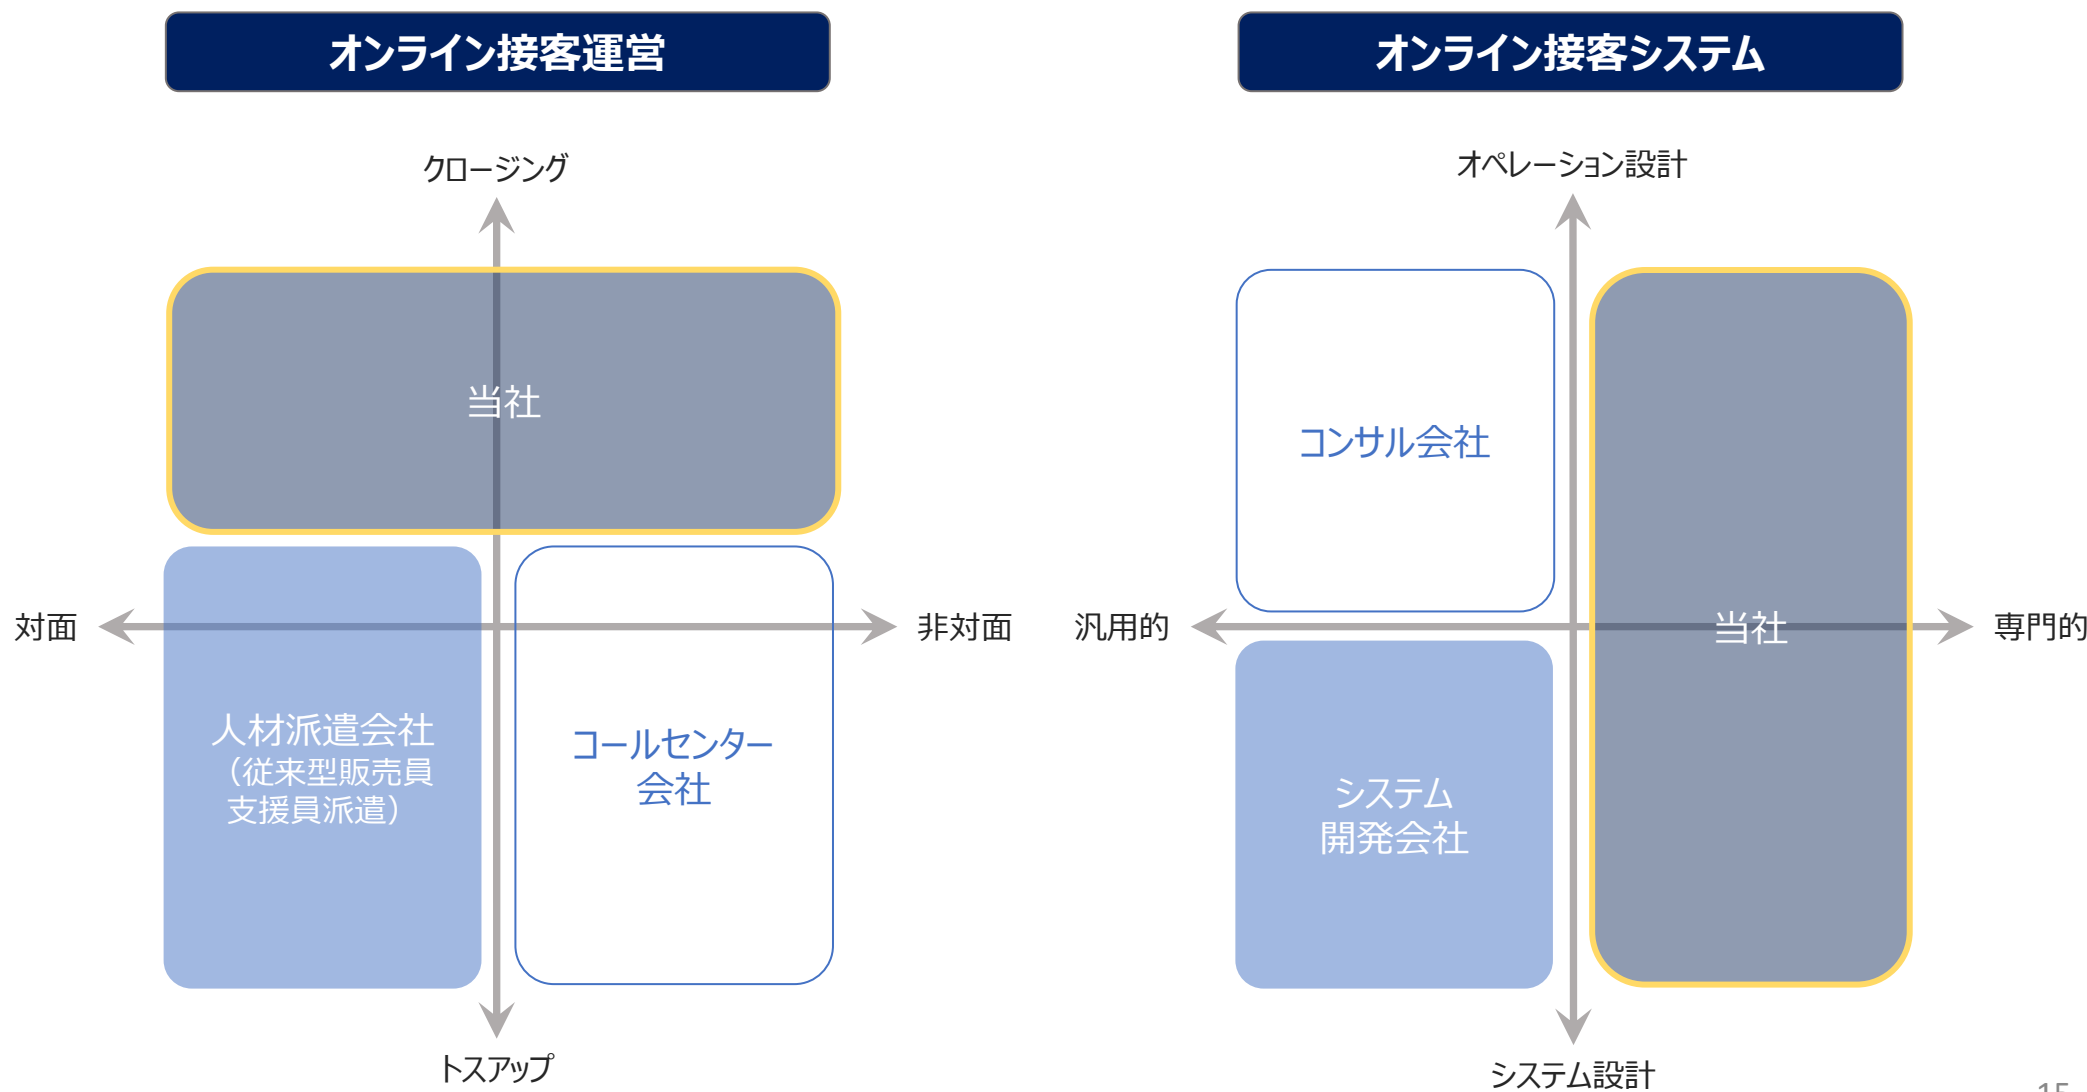 オンライン接客運営
クロージング
当社
対面
非対面
人材派遣会社
（従来型販売員
支援員派遣）
コールセンター
会社
トスアップ
オンライン接客システム
オペレーション設計
コンサル会社
汎用的
当社
専門的
システム
開発会社
システム設計
15